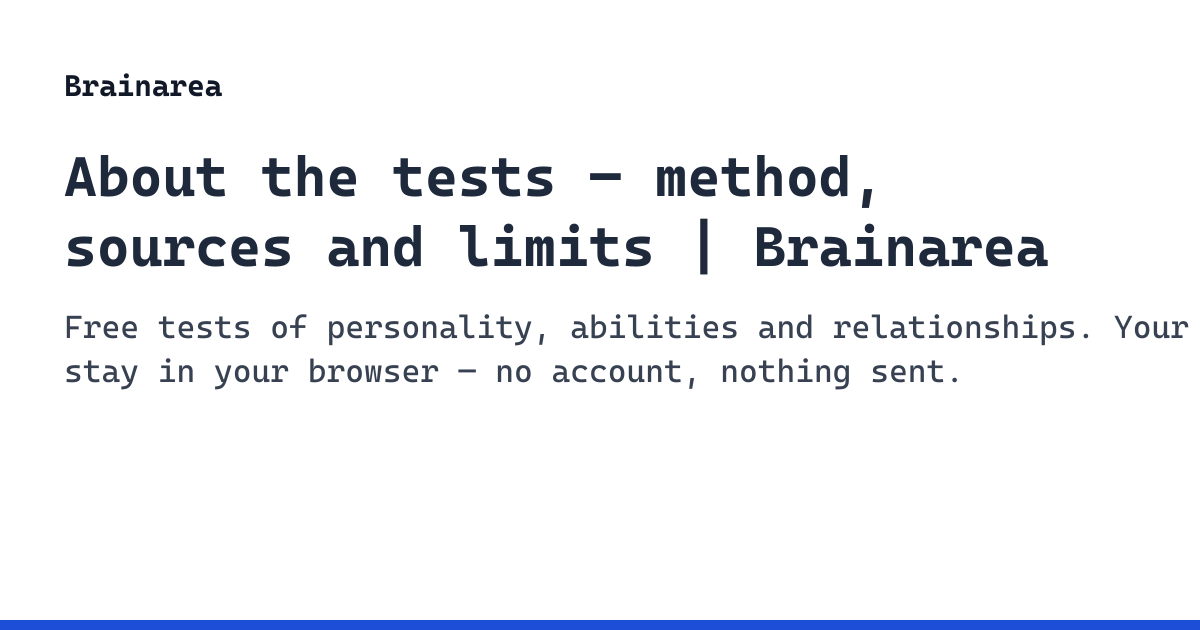 Brainarea
About the tests — method,
sources and limits | Brainarea
Free tests of personality, abilities and relationships. Your
stay in your browser — no account, nothing sent.